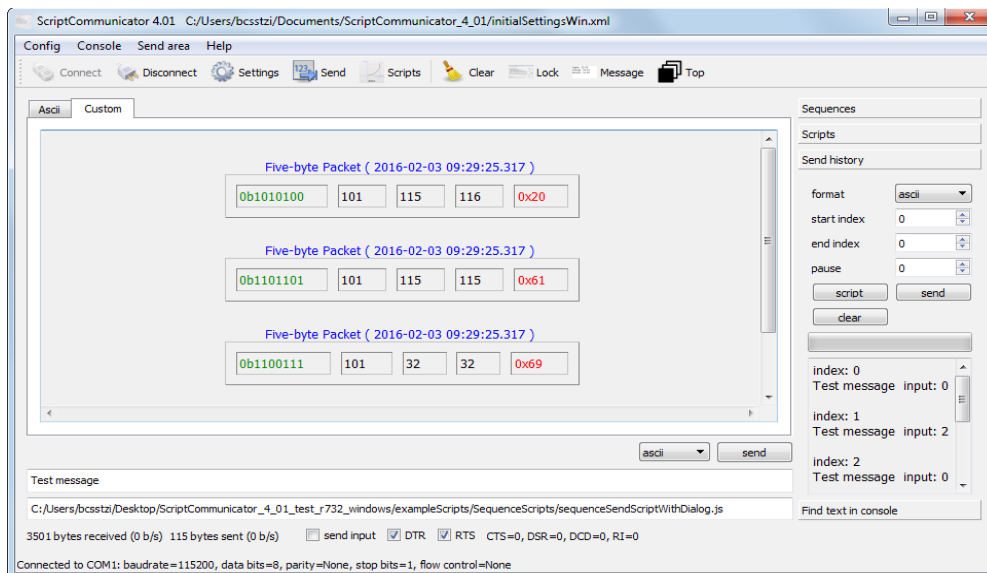 ScriptCommunicator 4.01   C:/Users/bcsstzi/Documents/ScriptCommunicator_4_01/initialSettingsWin.xml
Config Console Send area Help
Connect Disconnect Settings Send Scripts Clear Lock Message Top
Ascii Custom
Five-byte Packet ( 2016-02-03 09:29:25.317 )
0b1010100 101 115 116 0x20
Five-byte Packet ( 2016-02-03 09:29:25.317 )
0b1101101 101 115 115 0x61
Five-byte Packet ( 2016-02-03 09:29:25.317 )
0b1100111 101 32 32 0x69
ascii send
Test message
C:/Users/bcsstzi/Desktop/ScriptCommunicator_4_01_test_r732_windows/exampleScripts/SequenceScripts/sequenceSendScriptWithDialog.js
3501 bytes received (0 b/s) 115 bytes sent (0 b/s) send input DTR RTS CTS=0, DSR=0, DCD=0, RI=0
Connected to COM1: baudrate=115200, data bits=8, parity=None, stop bits=1, flow control=None
Sequences
Scripts
Send history
format ascii
start index 0
end index 0
pause 0
script send
clear
index: 0
Test message input: 0
index: 1
Test message input: 2
index: 2
Test message input: 0
Find text in console